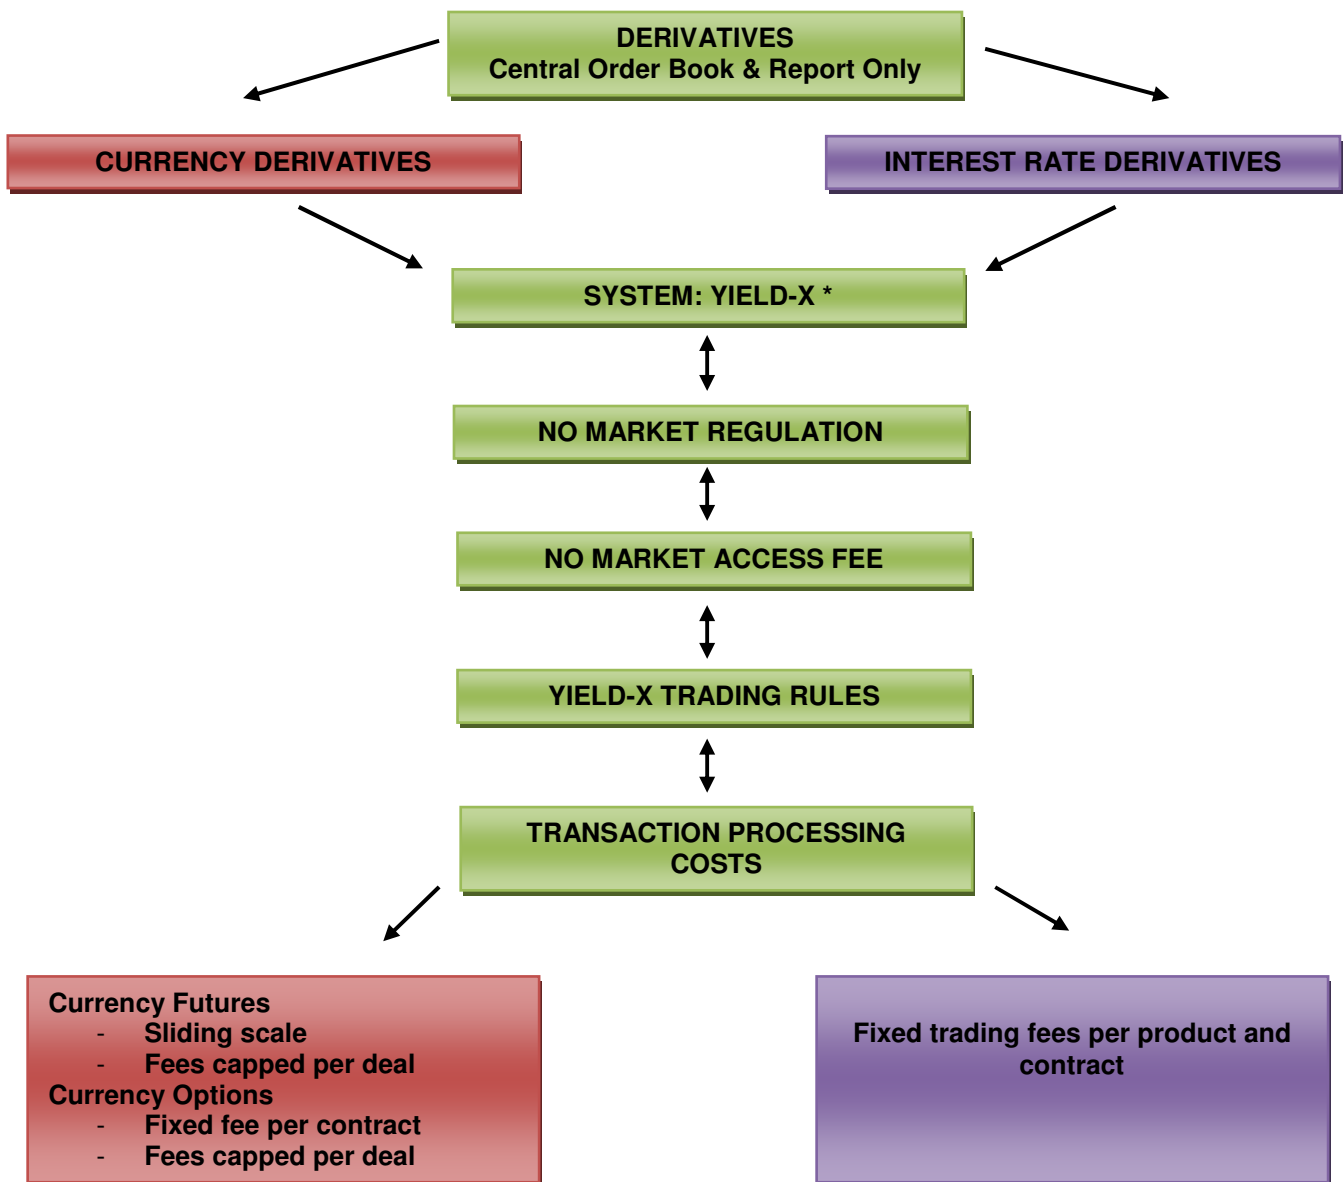 DERIVATIVES
Central Order Book & Report Only
CURRENCY DERIVATIVES
INTEREST RATE DERIVATIVES
SYSTEM: YIELD-X *
NO MARKET REGULATION
NO MARKET ACCESS FEE
YIELD-X TRADING RULES
TRANSACTION PROCESSING
COSTS
Currency Futures
- Sliding scale
- Fees capped per deal
Currency Options
- Fixed fee per contract
- Fees capped per deal
Fixed trading fees per product and
contract